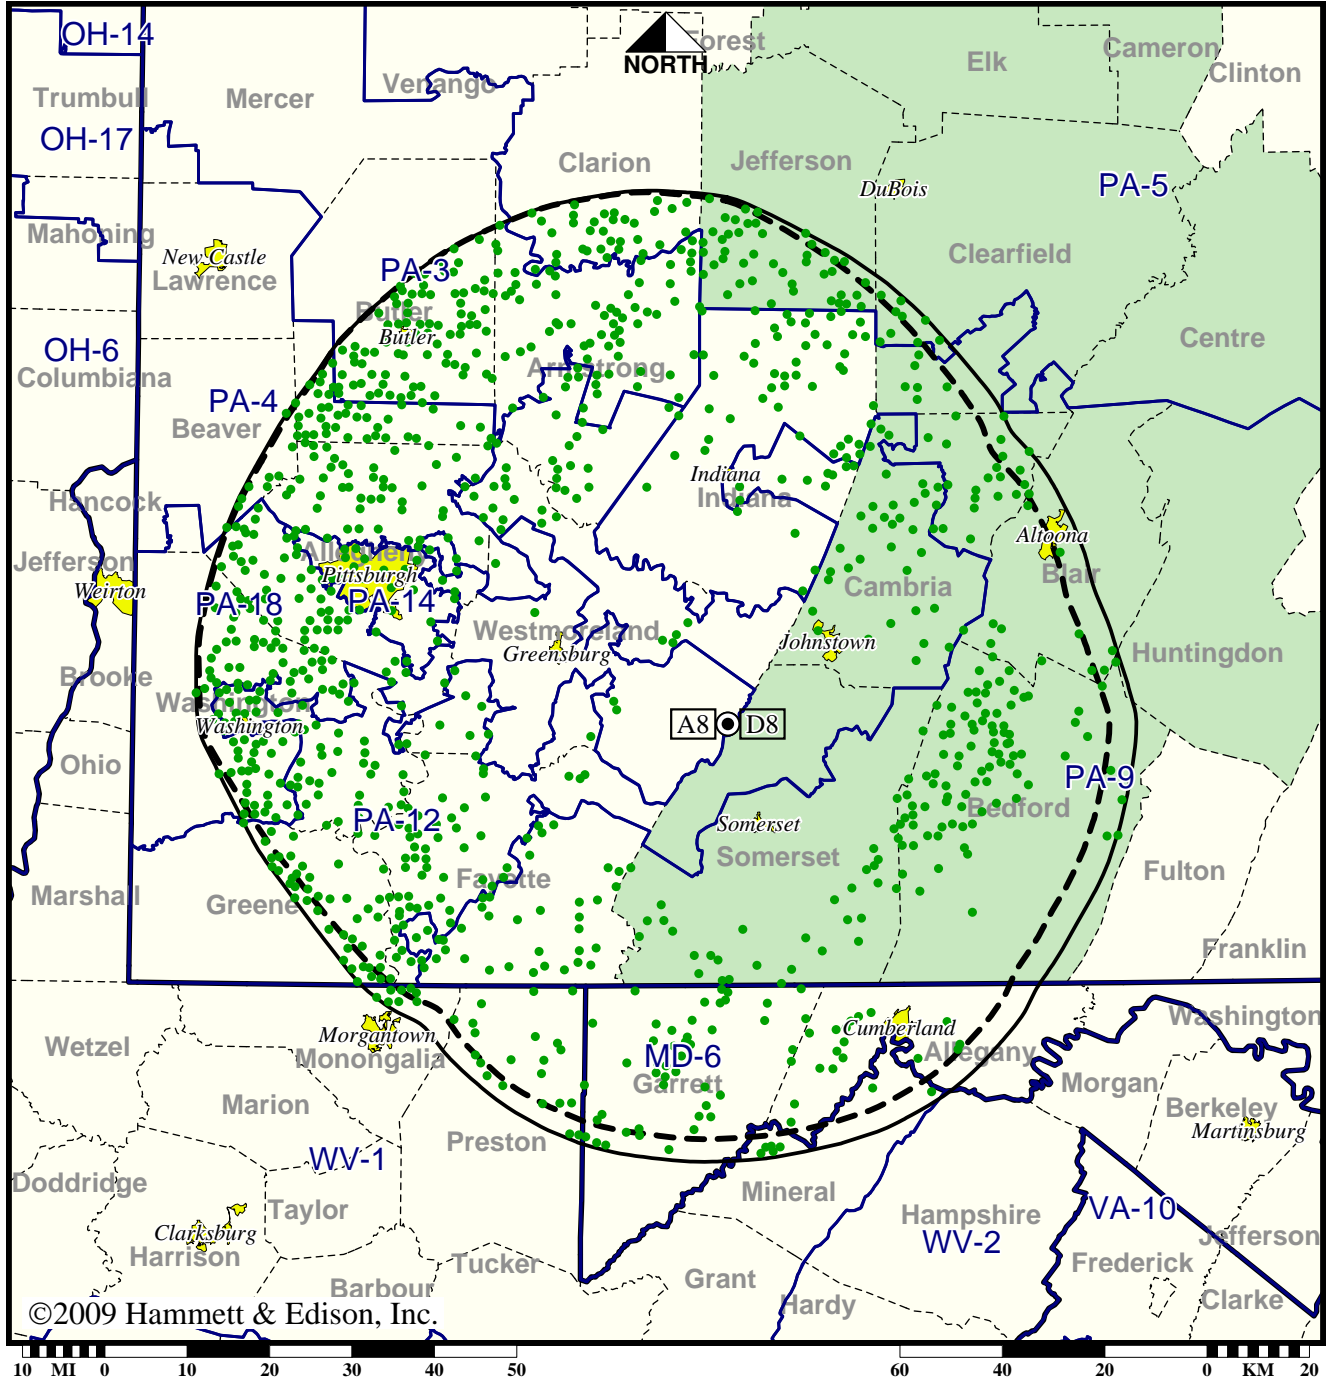 OH-14
Forest
Cameron
NORTH
Elk
Clinton
Venango
Trumbull
Mercer
OH-17
Clarion
Jefferson
DuBois
PA-5
Mahoning
New Castle
Lawrence
PA-3
Clearfield
Butler
Butler
Centre
OH-6
Columbiana
Armstrong
PA-4
Beaver
Hancock
Indiana
Indiana
Jefferson
Allegheny
Altoona
Weirton
Pittsburgh
Blair
PA-18
PA-14
Cambria
Westmoreland
Greensburg
Johnstown
Huntingdon
Brooke
Washington
Washington
A8
D8
Ohio
PA-9
PA-12
Bedford
Somerset
Somerset
Fayette
Fulton
Marshall
Greene
Franklin
Wetzel
Morgantown
Monongalia
MD-6
Garrett
Cumberland
Allegany
Washington
Morgan
Marion
Berkeley
Martinsburg
Preston
WV-1
Doddridge
Mineral
Taylor
Hampshire
WV-2
VA-10
Clarksburg
Harrison
Jefferson
Tucker
Frederick
Grant
Barbour
Hardy
Clarke
©2009 Hammett & Edison, Inc.
10 MI 0 10 20 30 40 50
60 40 20 0 KM 20